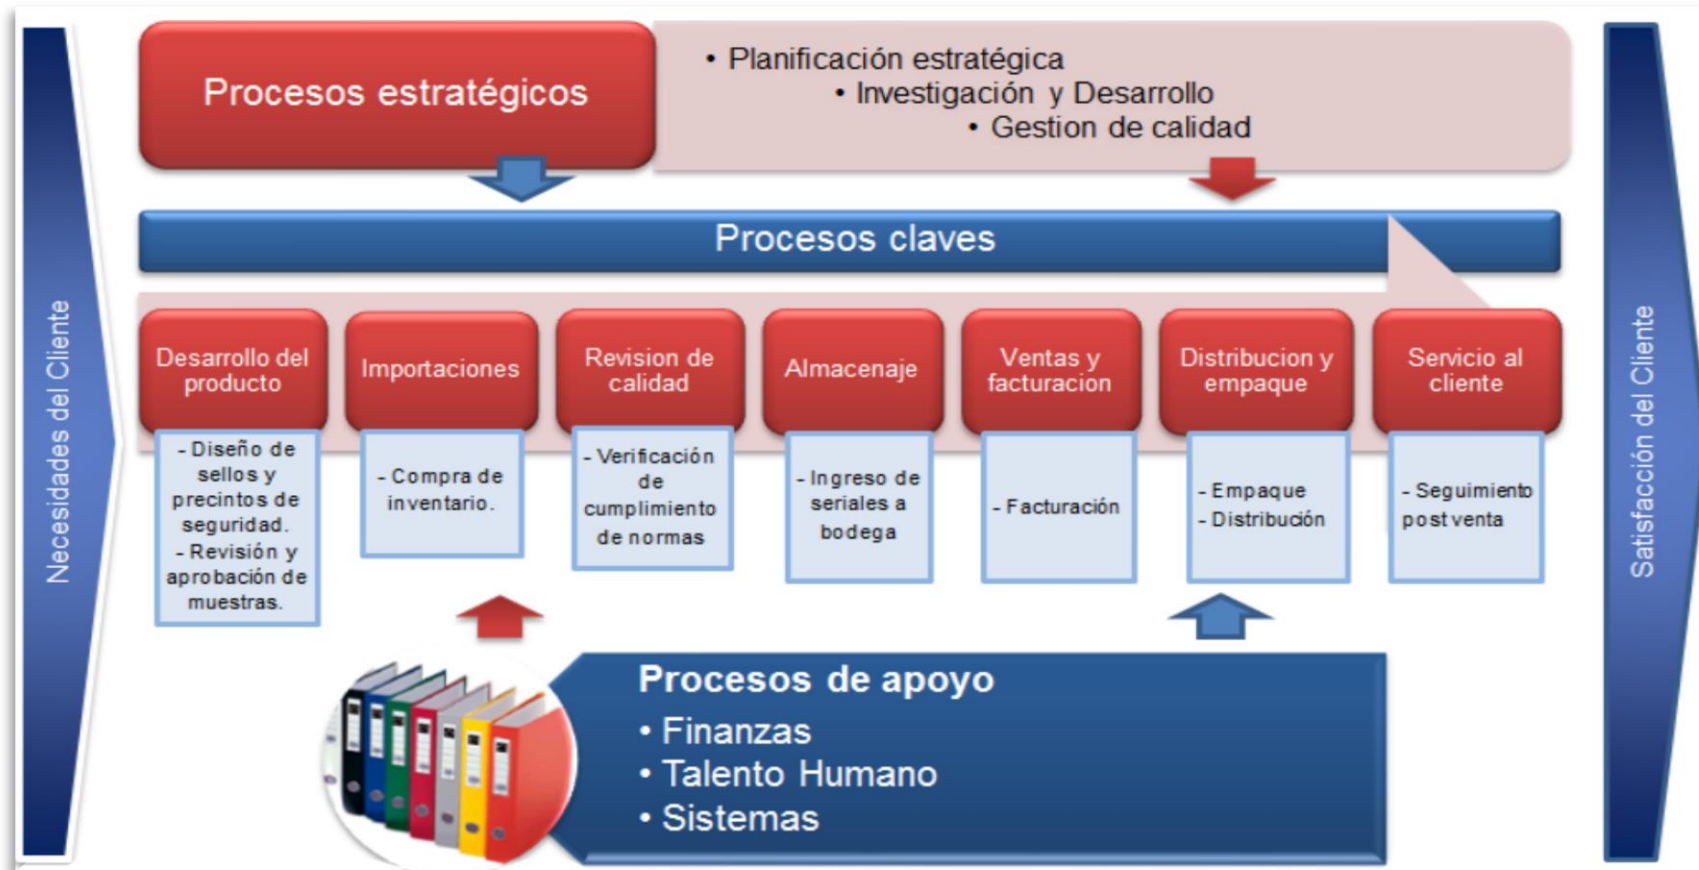 Necesidades del Cliente
Procesos estratégicos
• Planificación estratégica
• Investigación y Desarrollo
• Gestion de calidad
Procesos claves
Desarrollo del
producto
- Diseño de
sellos y
precintos de
seguridad.
- Revisión y
aprobación de
muestras.
Importaciones
- Compra de
inventario.
Revision de
calidad
- Verificación
de
cumplimiento
de normas
Almacenaje
- Ingreso de
seriales a
bodega
Ventas y
facturacion
- Facturación
Distribucion y
empaque
- Empaque
- Distribución
Servicio al
cliente
- Seguimiento
post venta
Procesos de apoyo
• Finanzas
• Talento Humano
• Sistemas
Satisfacción del Cliente